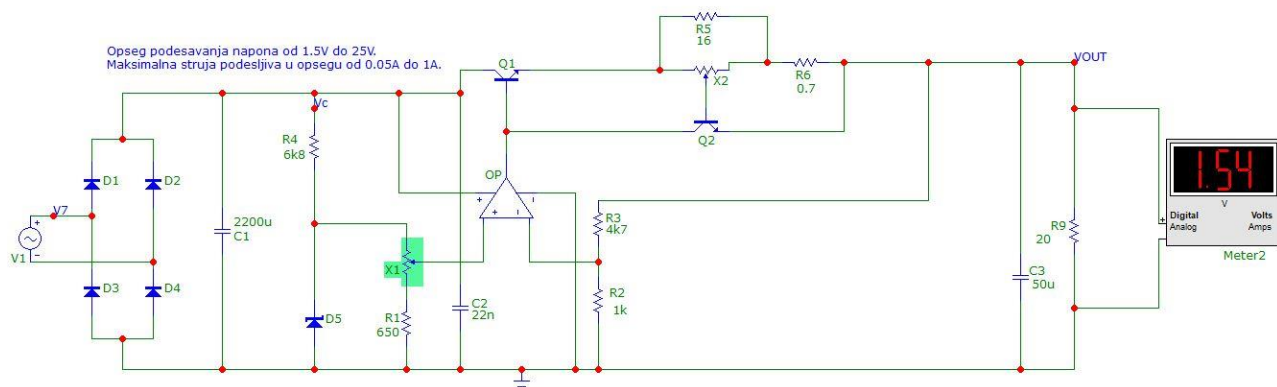 Opseg podesavanja napona od 1.5V do 25V.
Maksimalna struja podesljiva u opsegu od 0.05A do 1A.
R5
16
Q1
X2
R6
0.7
VOUT
Vc
R4
6k8
Q2
D1
D2
OP
V7
2200u
C1
R3
4k7
1.54
V
Digital
Volts
Analog
Amps
Meter2
R9
20
V1
X1
D3
D4
C2
22n
D5
R1
650
R2
1k
C3
50u